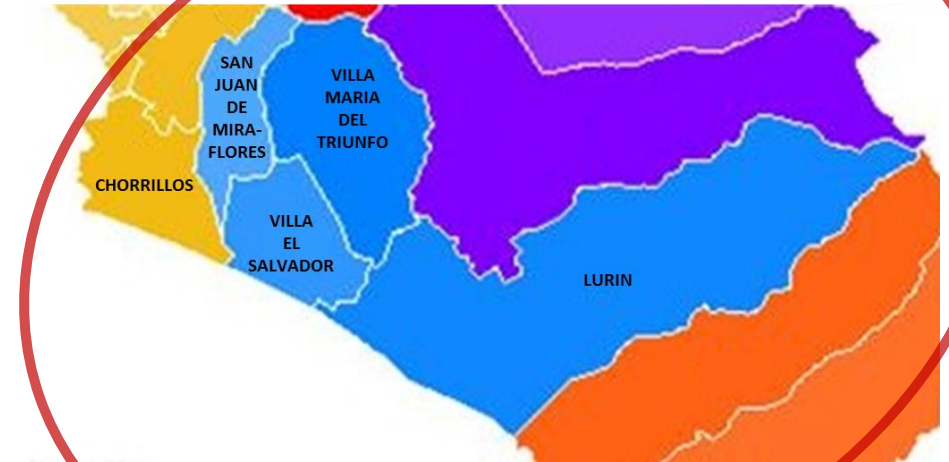 SAN
JUAN
DE
MIRA-
FLORES
VILLA
MARIA
DEL
TRIUNFO
CHORRILLOS
VILLA
EL
SALVADOR
LURIN